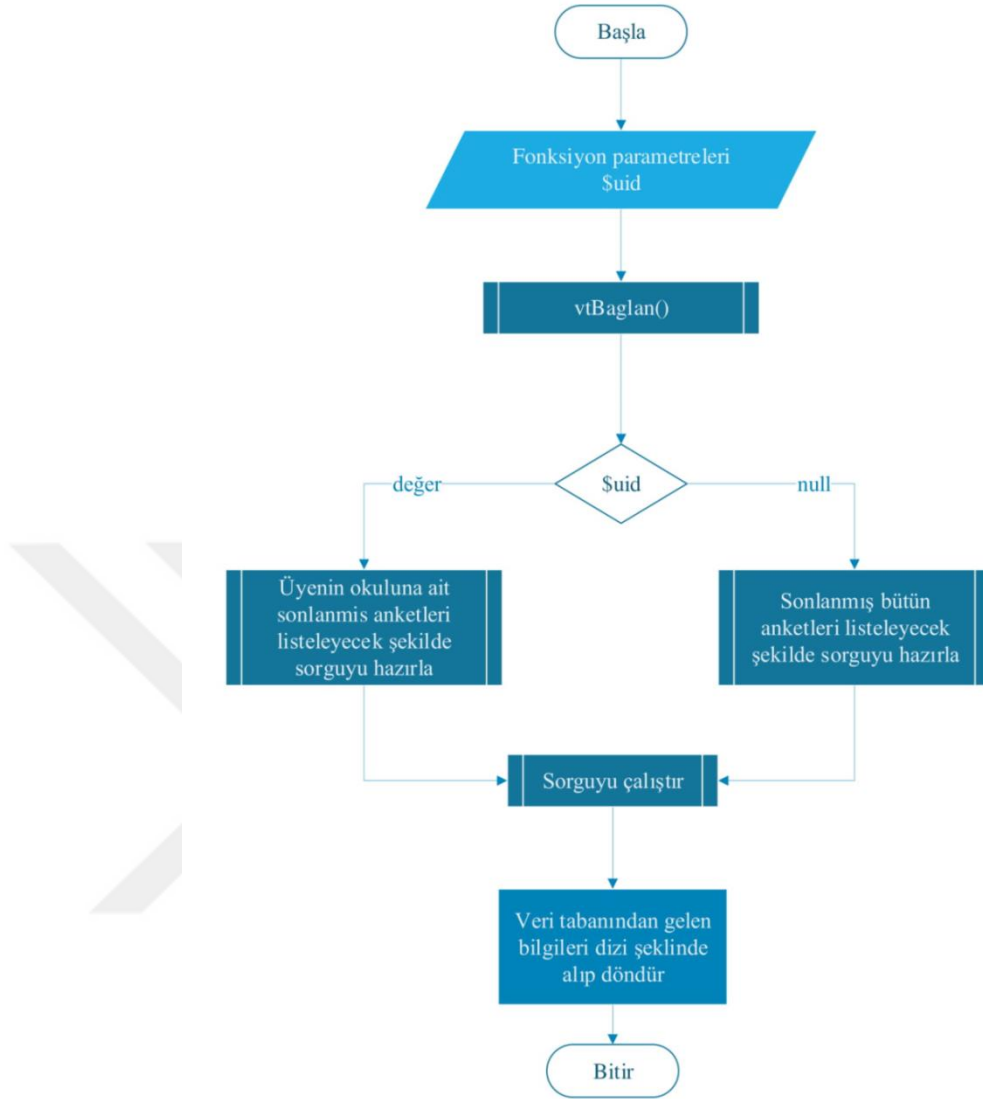 Başla
Fonksiyon parametreleri
$uid
vtBaglan()
değer
$uid
null
Üyenin okuluna ait
sonlanmis anketleri
listeleyecek şekilde
sorguyu hazırla
Sonlanmış bütün
anketleri listeleyecek
şekilde sorguyu hazırla
Sorguyu çalıştır
Veri tabanından gelen
bilgileri dizi şeklinde
alıp döndür
Bitir